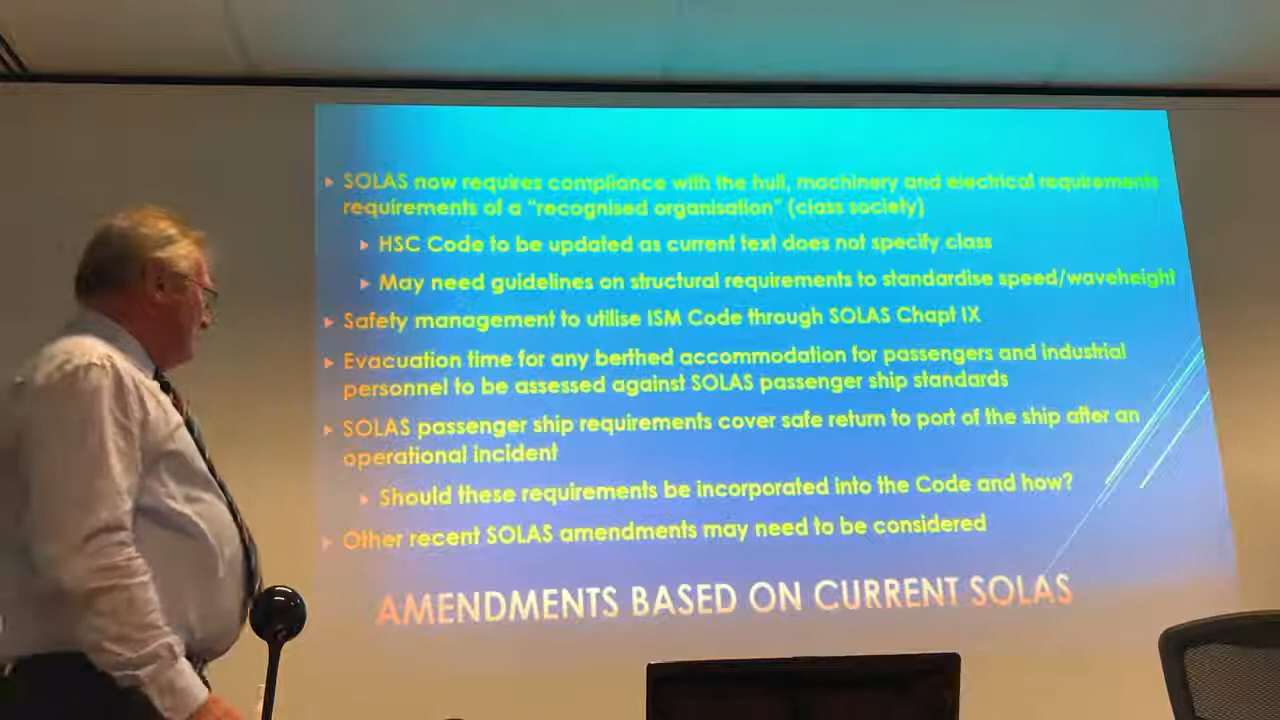 SOLAS now requires compliance with the hull, machinery and electrical requirements
requirements of a "recognised organisation" (class society)
HSC Code to be updated as current text does not specify class
May need guidelines on structural requirements to standardise speed/waveheight
Safety management to utilise ISM Code through SOLAS Chapt IX
Evacuation time for any berthed accommodation for passengers and industrial
personnel to be assessed against SOLAS passenger ship standards
SOLAS passenger ship requirements cover safe return to port of the ship after an
operational incident
Should these requirements be incorporated into the Code and how?
Other recent SOLAS amendments may need to be considered
AMENDMENTS BASED ON CURRENT SOLAS